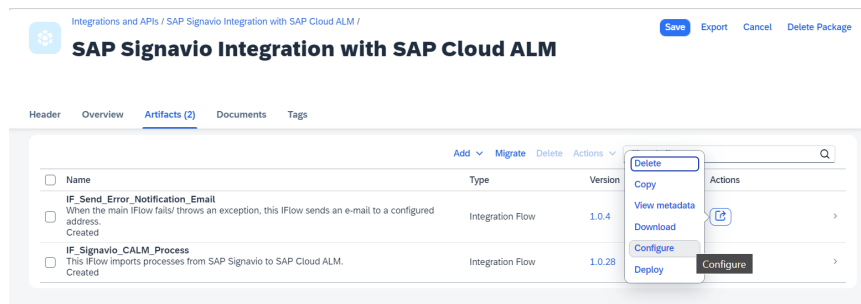 Integrations and APIs / SAP Signavio Integration with SAP Cloud ALM /
Save Export Cancel Delete Package
SAP Signavio Integration with SAP Cloud ALM
Header Overview Artifacts (2) Documents Tags
Add Migrate Delete Actions
Name Type Version Actions
IF_Send_Error_Notification_Email
When the main IFlow fails/ throws an exception, this IFlow sends an e-mail to a configured
address.
Created
Integration Flow 1.0.4
IF_Signavio_CALM_Process
This IFlow imports processes from SAP Signavio to SAP Cloud ALM.
Created
Integration Flow 1.0.28
Delete
Copy
View metadata
Download
Configure
Deploy
Configure